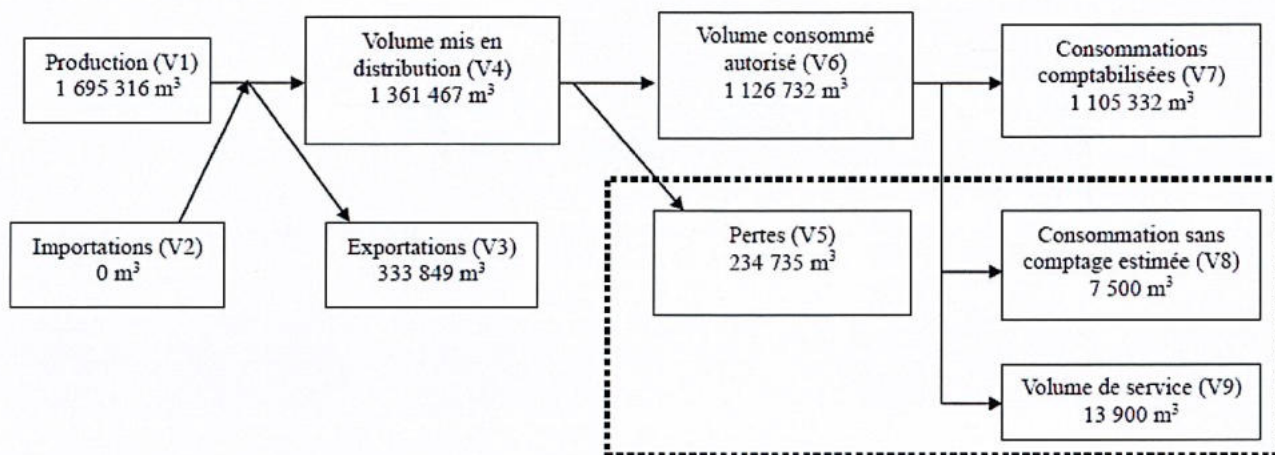 Production (V1)
1 695 316 m³
Volume mis en
distribution (V4)
1 361 467 m³
Volume consommé
autorisé (V6)
1 126 732 m³
Consommations
comptabilisées (V7)
1 105 332 m³
Importations (V2)
0 m³
Exportations (V3)
333 849 m³
Pertes (V5)
234 735 m³
Consommation sans
comptage estimée (V8)
7 500 m³
Volume de service (V9)
13 900 m³